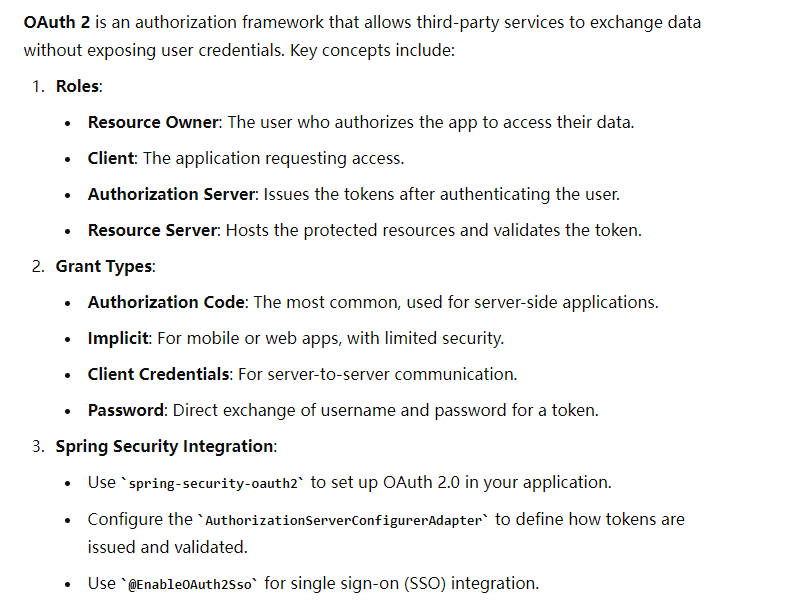 OAuth 2 is an authorization framework that allows third-party services to exchange data
without exposing user credentials. Key concepts include:
1. Roles:
• Resource Owner: The user who authorizes the app to access their data.
• Client: The application requesting access.
• Authorization Server: Issues the tokens after authenticating the user.
• Resource Server: Hosts the protected resources and validates the token.
2. Grant Types:
• Authorization Code: The most common, used for server-side applications.
• Implicit: For mobile or web apps, with limited security.
• Client Credentials: For server-to-server communication.
• Password: Direct exchange of username and password for a token.
3. Spring Security Integration:
• Use `spring-security-oauth2` to set up OAuth 2.0 in your application.
• Configure the `AuthorizationServerConfigurerAdapter` to define how tokens are
issued and validated.
• Use `@EnableOAuth2Sso` for single sign-on (SSO) integration.